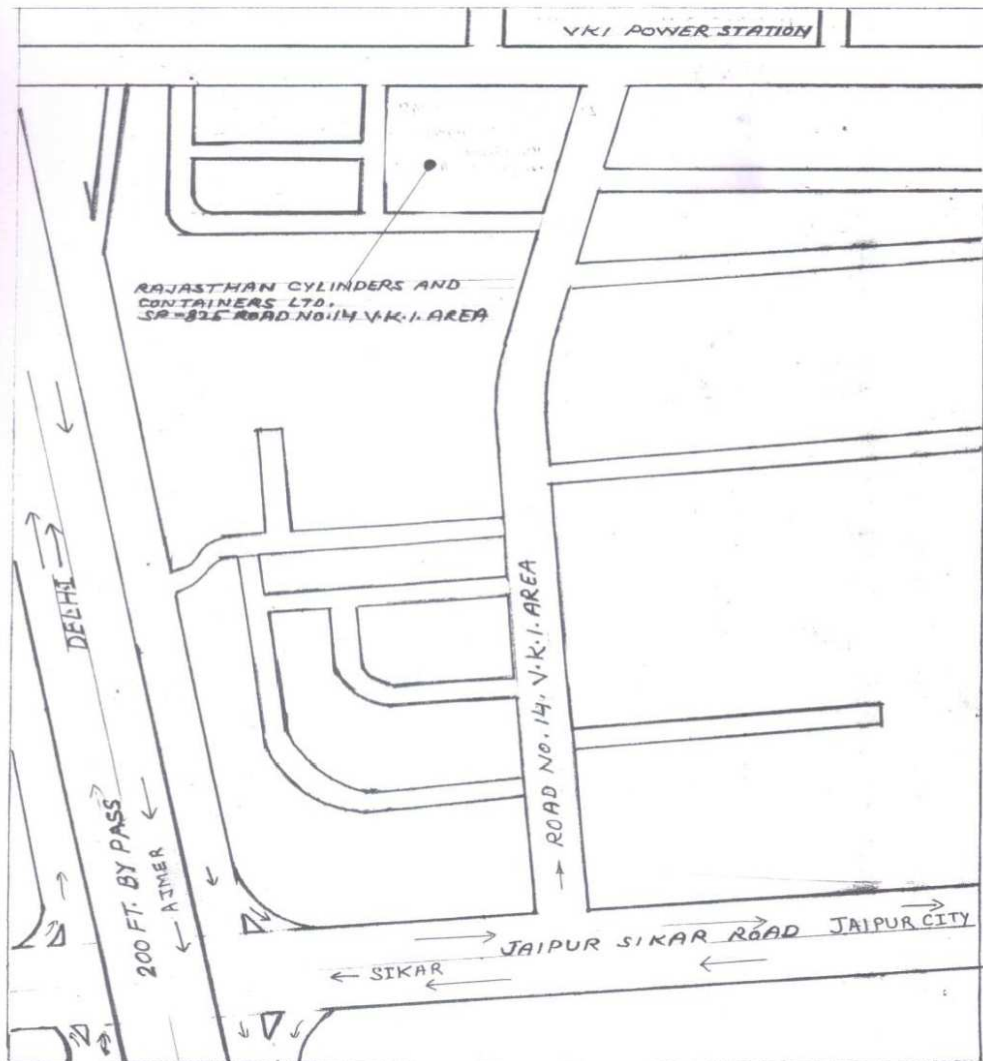 VKI POWER STATION
RAJASTHAN CYLINDERS AND
CONTAINERS LTD.
SP-825 ROAD NO.14 V.K.I. AREA
DELHI
ROAD NO. 14, V.K.I. AREA
200 FT. BY PASS
AJMER
JAIPUR SIKAR ROAD
JAIPUR CITY
SIKAR